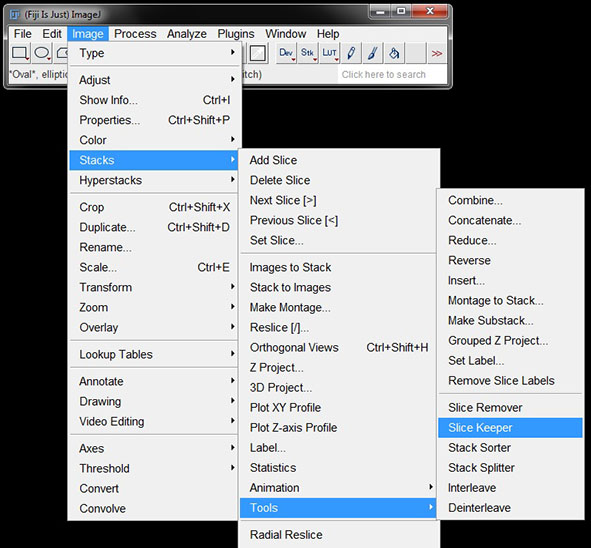 (Fiji Is Just) ImageJ
File Edit Image Process Analyze Plugins Window Help
Dev Stk LUT >>
*Oval*, elliptic
itch)
Click here to search
Type
Adjust
Show Info... Ctrl+I
Properties... Ctrl+Shift+P
Color
Stacks
Hyperstacks
Crop Ctrl+Shift+X
Duplicate... Ctrl+Shift+D
Rename...
Scale... Ctrl+E
Transform
Zoom
Overlay
Lookup Tables
Annotate
Drawing
Video Editing
Axes
Threshold
Convert
Convolve
Add Slice
Delete Slice
Next Slice [>]
Previous Slice [<]
Set Slice...
Images to Stack
Stack to Images
Make Montage...
Reslice [/]...
Orthogonal Views Ctrl+Shift+H
Z Project...
3D Project...
Plot XY Profile
Plot Z-axis Profile
Label...
Statistics
Animation
Tools
Radial Reslice
Combine...
Concatenate...
Reduce...
Reverse
Insert...
Montage to Stack...
Make Substack...
Grouped Z Project...
Set Label...
Remove Slice Labels
Slice Remover
Slice Keeper
Stack Sorter
Stack Splitter
Interleave
Deinterleave